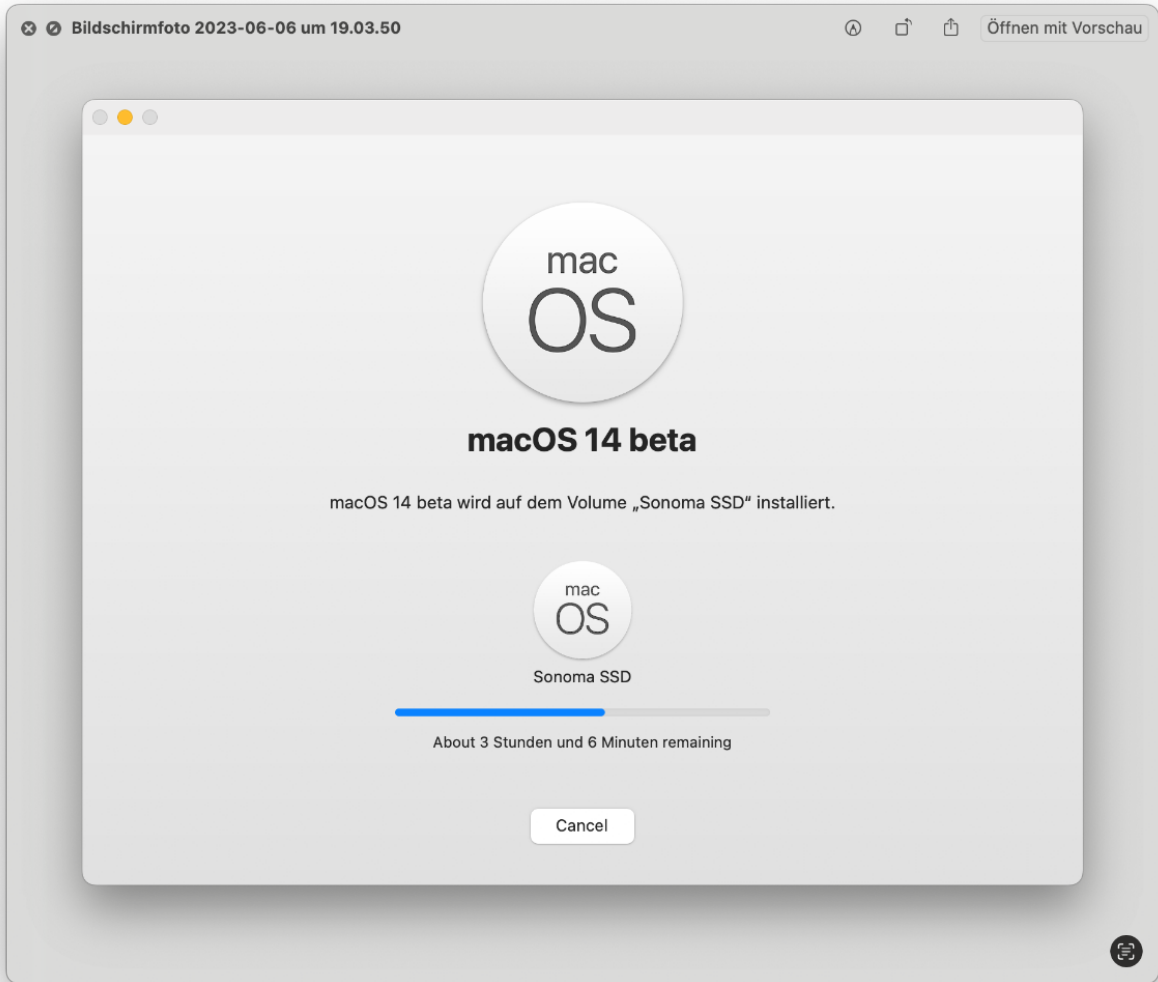 Bildschirmfoto 2023-06-06 um 19.03.50
Öffnen mit Vorschau
mac
OS
macOS 14 beta
macOS 14 beta wird auf dem Volume „Sonoma SSD“ installiert.
mac
OS
Sonoma SSD
About 3 Stunden und 6 Minuten remaining
Cancel